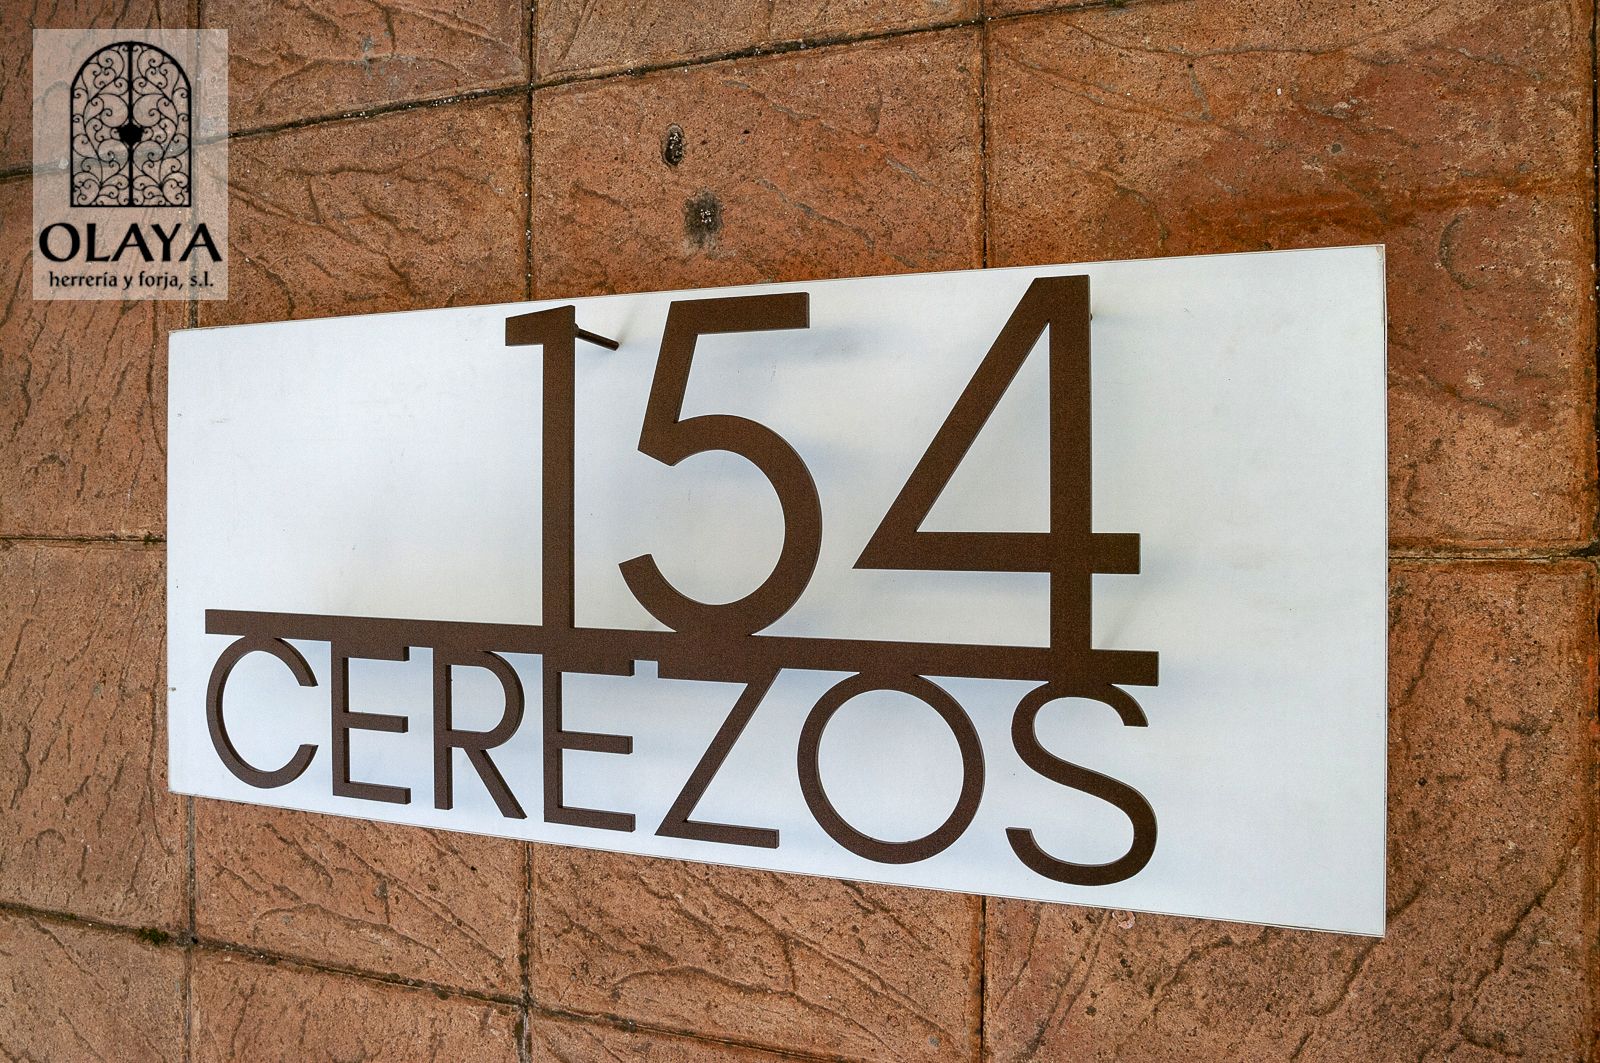 OLAYA
herrería y forja, s.l.
154
CEREZOS